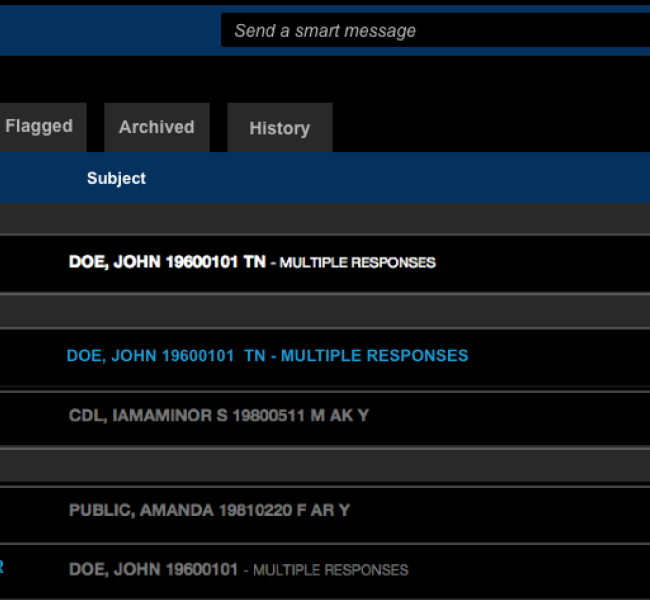 Send a smart message
Flagged Archived History
Subject
DOE, JOHN 19600101 TN - MULTIPLE RESPONSES
DOE, JOHN 19600101 TN - MULTIPLE RESPONSES
CDL, IAMAMINOR S 19800511 M AK Y
PUBLIC, AMANDA 19810220 F AR Y
DOE, JOHN 19600101 - MULTIPLE RESPONSES